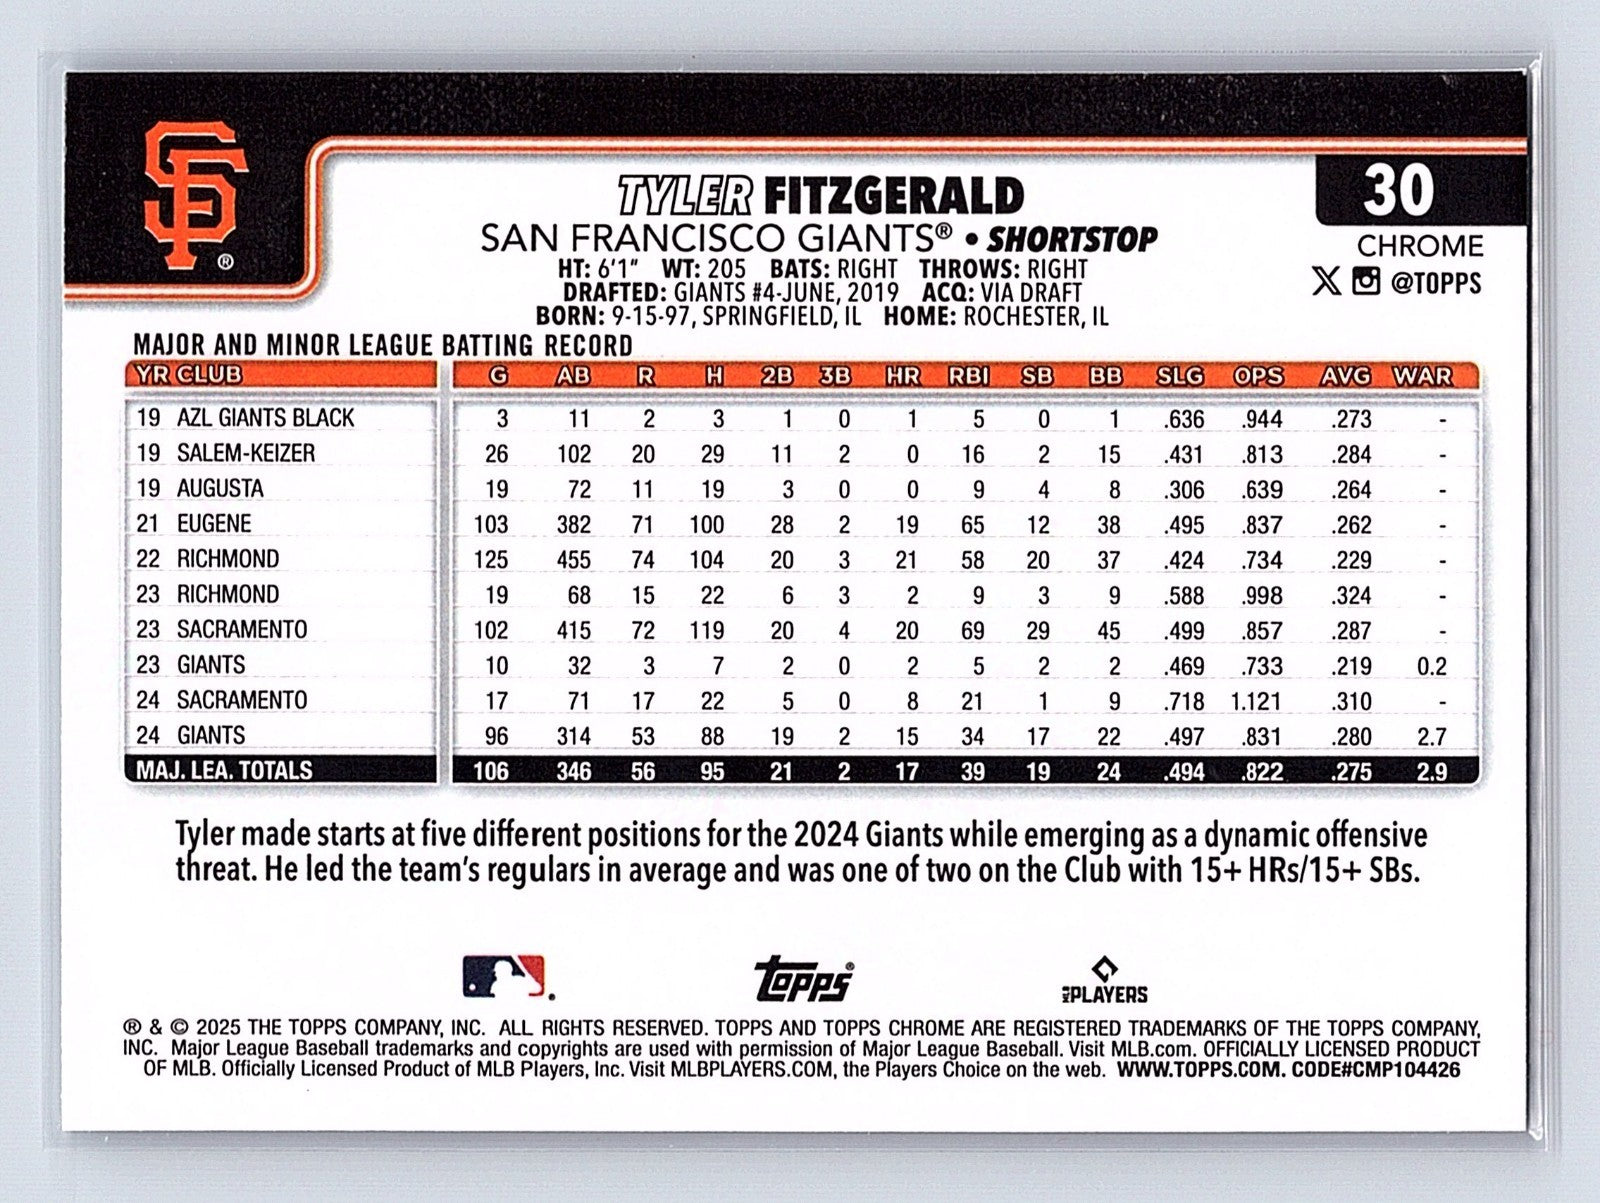 SF®
TYLER FITZGERALD
30
SAN FRANCISCO GIANTS® • SHORTSTOP
CHROME
HT: 6'1" WT: 205 BATS: RIGHT THROWS: RIGHT
@TOPPS
DRAFTED: GIANTS #4-JUNE, 2019 ACQ: VIA DRAFT
BORN: 9-15-97, SPRINGFIELD, IL HOME: ROCHESTER, IL
MAJOR AND MINOR LEAGUE BATTING RECORD
YR CLUB G AB R H 2B 3B HR RBI SB BB SLG OPS AVG WAR
19 AZL GIANTS BLACK 3 11 2 3 1 0 1 5 0 1 .636 .944 .273 -
19 SALEM-KEIZER 26 102 20 29 11 2 0 16 2 15 .431 .813 .284 -
19 AUGUSTA 19 72 11 19 3 0 0 9 4 8 .306 .639 .264 -
21 EUGENE 103 382 71 100 28 2 19 65 12 38 .495 .837 .262 -
22 RICHMOND 125 455 74 104 20 3 21 58 20 37 .424 .734 .229 -
23 RICHMOND 19 68 15 22 6 3 2 9 3 9 .588 .998 .324 -
23 SACRAMENTO 102 415 72 119 20 4 20 69 29 45 .499 .857 .287 -
23 GIANTS 10 32 3 7 2 0 2 5 2 2 .469 .733 .219 0.2
24 SACRAMENTO 17 71 17 22 5 0 8 21 1 9 .718 1.121 .310 -
24 GIANTS 96 314 53 88 19 2 15 34 17 22 .497 .831 .280 2.7
MAJ. LEA. TOTALS 106 346 56 95 21 2 17 39 19 24 .494 .822 .275 2.9
Tyler made starts at five different positions for the 2024 Giants while emerging as a dynamic offensive
threat. He led the team's regulars in average and was one of two on the Club with 15+ HRs/15+ SBs.
Topps®
MLB PLAYERS
® & © 2025 THE TOPPS COMPANY, INC. ALL RIGHTS RESERVED. TOPPS AND TOPPS CHROME ARE REGISTERED TRADEMARKS OF THE TOPPS COMPANY,
INC. Major League Baseball trademarks and copyrights are used with permission of Major League Baseball. Visit MLB.com. OFFICIALLY LICENSED PRODUCT
OF MLB. Officially Licensed Product of MLB Players, Inc. Visit MLBPLAYERS.COM, the Players Choice on the web. WWW.TOPPS.COM. CODE#CMP104426